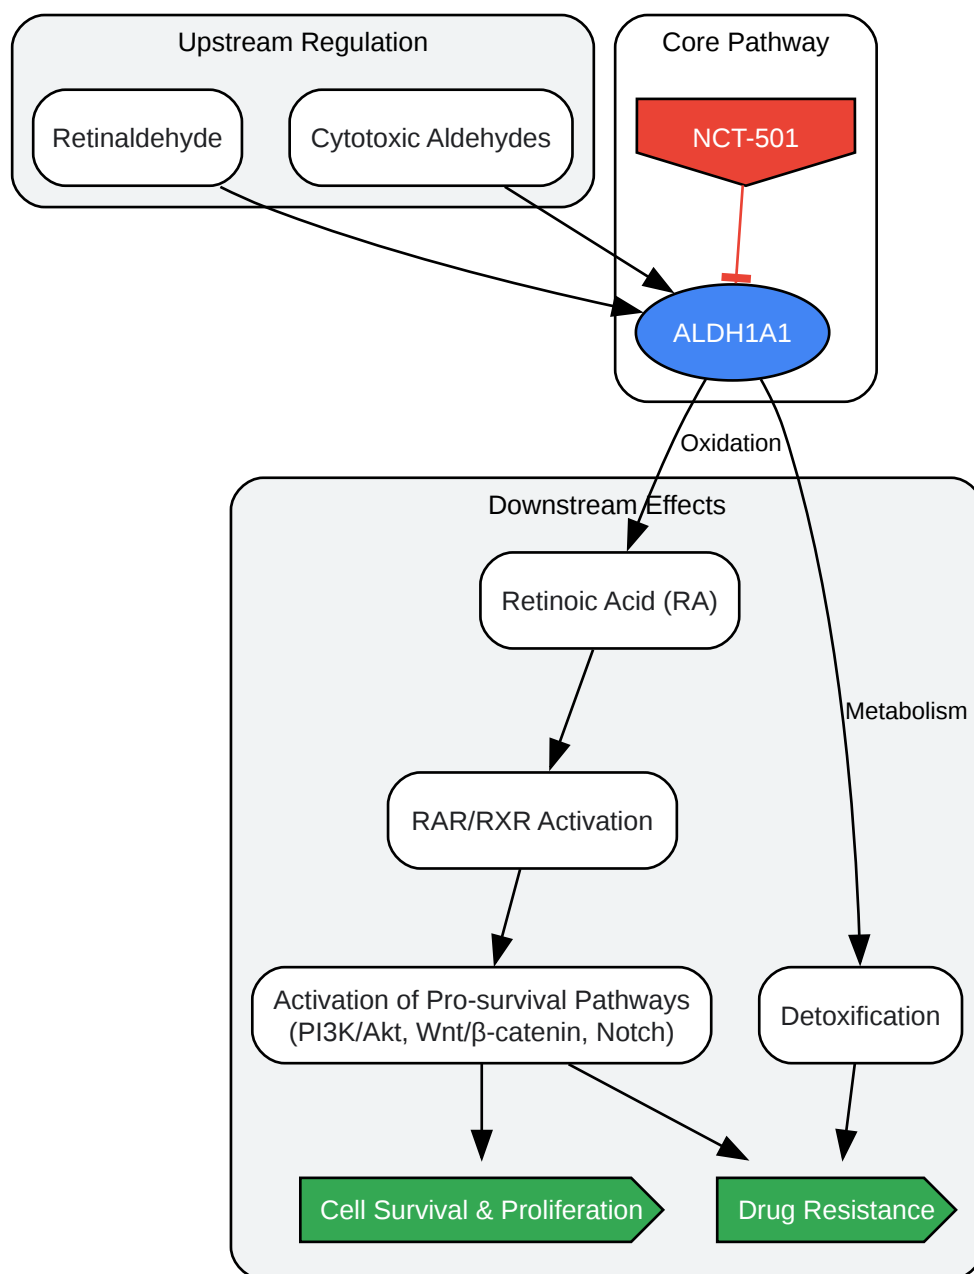 Upstream Regulation
Core Pathway
Retinaldehyde
Cytotoxic Aldehydes
NCT-501
ALDH1A1
Oxidation
Downstream Effects
Retinoic Acid (RA)
Metabolism
RAR/RXR Activation
Activation of Pro-survival Pathways
(PI3K/Akt, Wnt/β-catenin, Notch)
Detoxification
Cell Survival & Proliferation
Drug Resistance